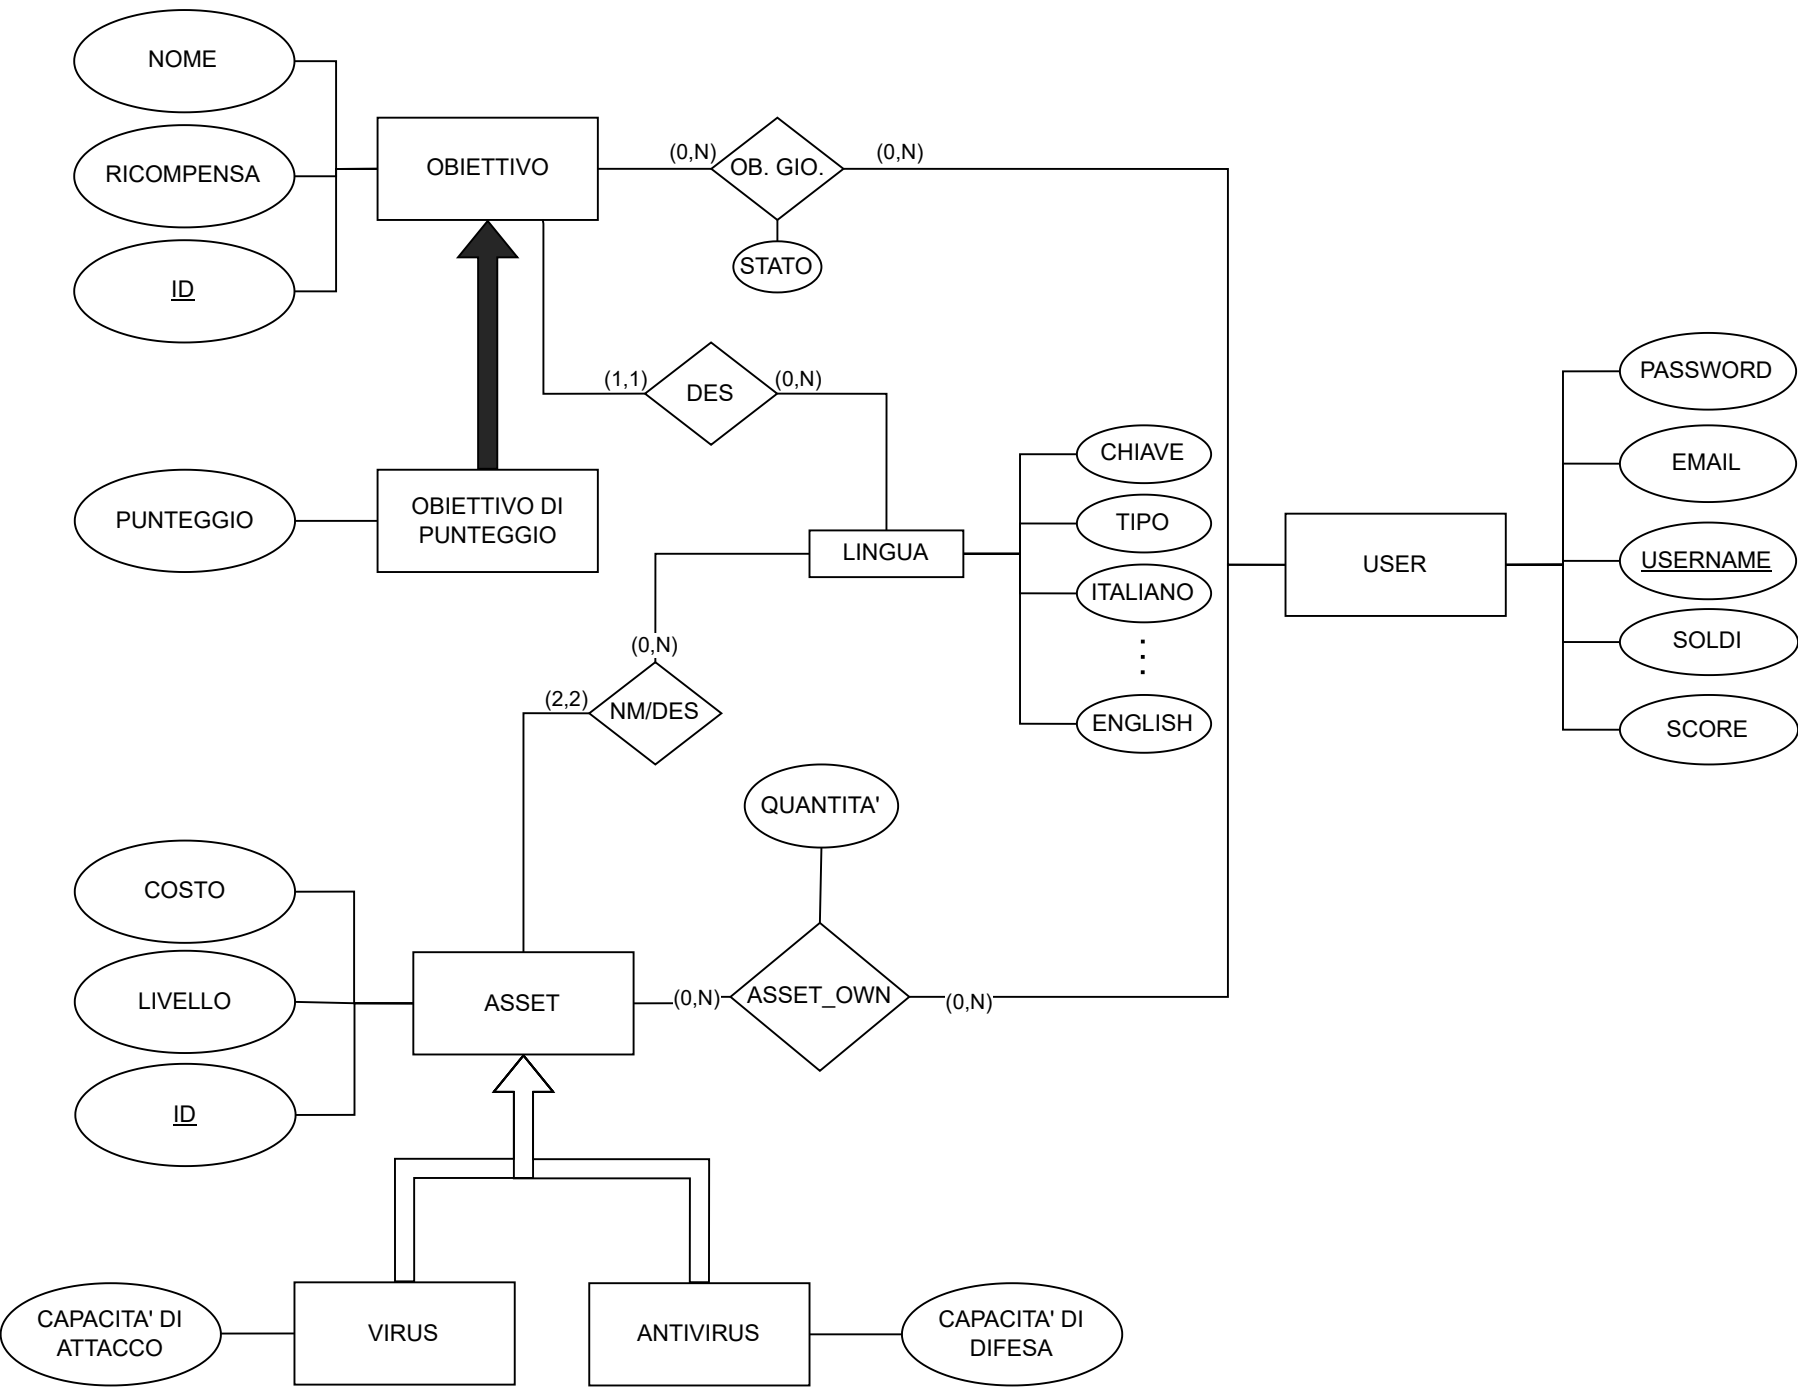 NOME
RICOMPENSA
ID
OBIETTIVO
(0,N)
OB. GIO.
(0,N)
STATO
(1,1)
DES
(0,N)
PUNTEGGIO
OBIETTIVO DI
PUNTEGGIO
LINGUA
CHIAVE
TIPO
ITALIANO
ENGLISH
USER
PASSWORD
EMAIL
USERNAME
SOLDI
SCORE
(0,N)
(2,2)
NM/DES
QUANTITA'
COSTO
LIVELLO
ID
ASSET
(0,N)
ASSET_OWN
(0,N)
CAPACITA' DI
ATTACCO
VIRUS
ANTIVIRUS
CAPACITA' DI
DIFESA